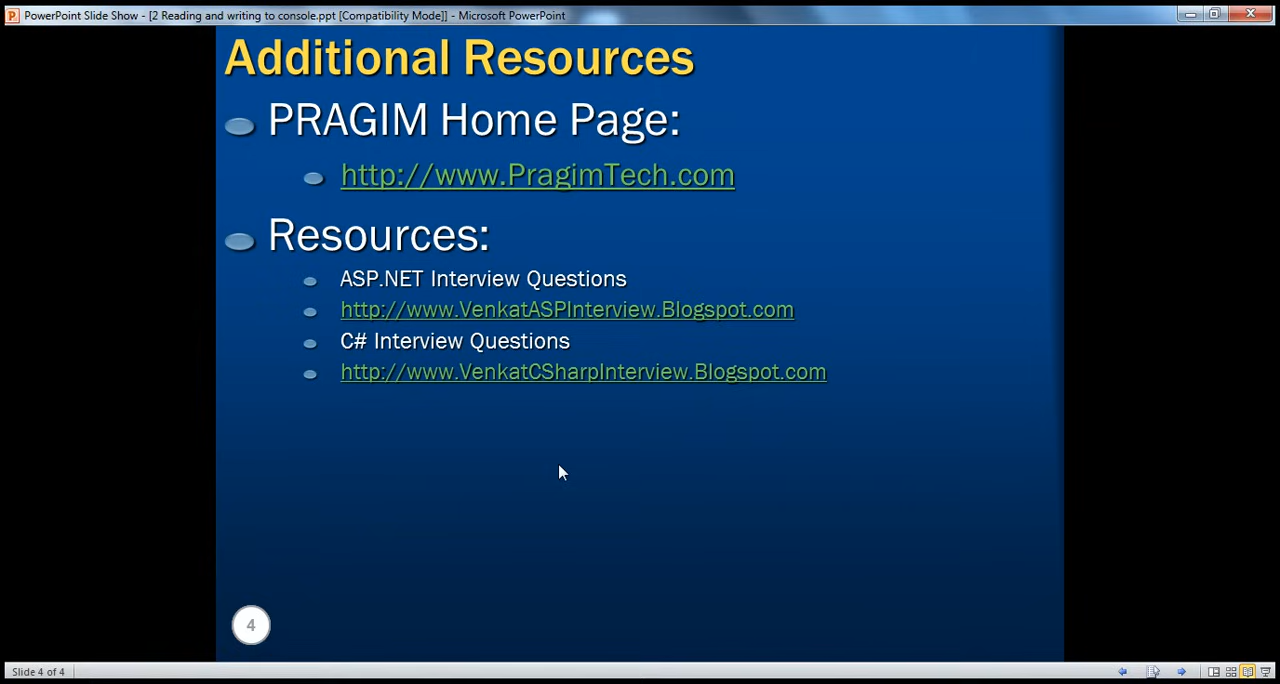 PowerPoint Slide Show - [2 Reading and writing to console.ppt [Compatibility Mode]] - Microsoft PowerPoint
Additional Resources
PRAGIM Home Page:
http://www.PragimTech.com
Resources:
ASP.NET Interview Questions
http://www.VenkatASPInterview.Blogspot.com
C# Interview Questions
http://www.VenkatCSharpInterview.Blogspot.com
4
Slide 4 of 4